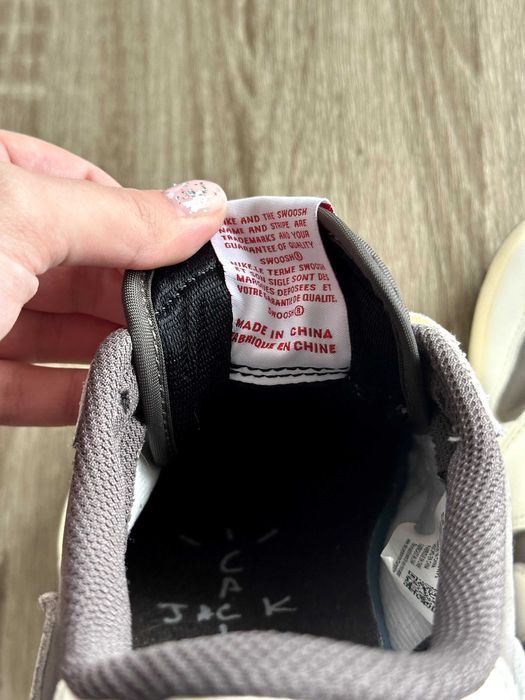 IKE AND THE SWOOSH
NAME AND STRIPE ARE
TRADEMARKS AND YOUR
GUARANTEE OF QUALITY
SWOOSH®
NIKE.LE TERME SWOOSH
ET SON SIGLE SONT DES
MARQUES DEPOSEES ET
VOTRE GARANTIE DE QUALITE.
SWOOSH®
MADE IN CHINA
FABRIQUE EN CHINE
CAC
JACK